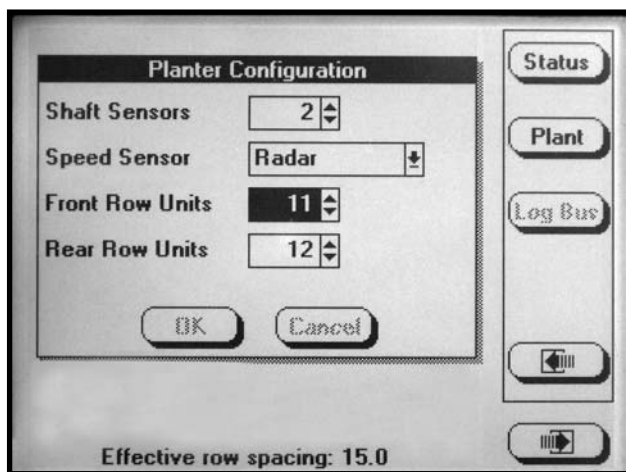 Planter Configuration
Shaft Sensors 2
Speed Sensor Radar
Front Row Units 11
Rear Row Units 12
OK Cancel
Effective row spacing: 15.0
Status
Plant
Log Bus